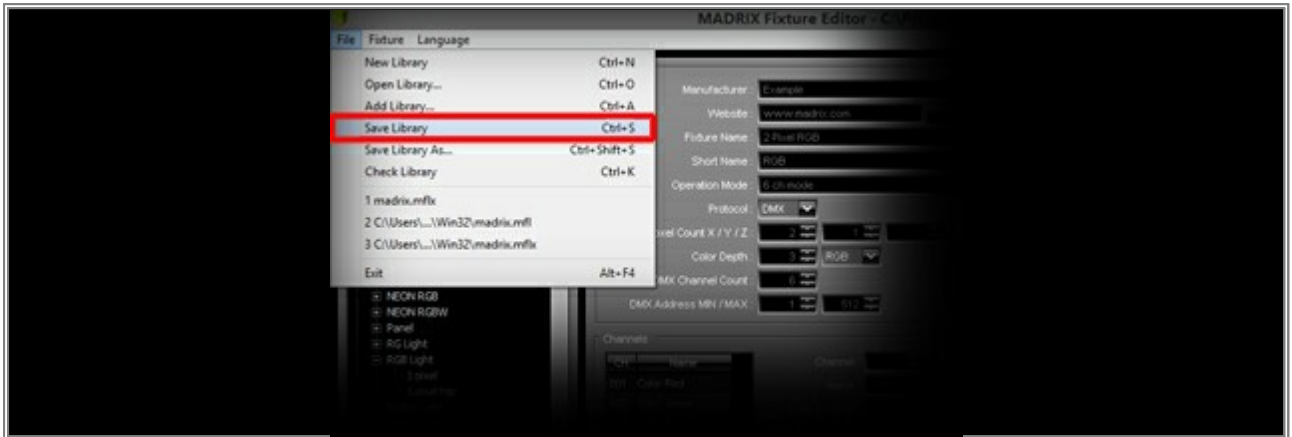 MADRIX Fixture Editor - C:\P
File Fixture Language
New Library Ctrl+N
Open Library... Ctrl+O
Add Library... Ctrl+A
Save Library Ctrl+S
Save Library As... Ctrl+Shift+S
Check Library Ctrl+K
1 madrix.mflx
2 C:\Users\...\Win32\madrix.mfl
3 C:\Users\...\Win32\madrix.mflx
Exit Alt+F4
Manufacturer: Example
Website: www.madrix.com
Fixture Name: 2 Pixel RGB
Short Name: RGB
Operation Mode: 6 ch mode
Protocol: DMX
xel Count X / Y / Z 2 1
Color Depth: 3 RGB
MX Channel Count 6
DMX Address MIN / MAX: 1 512
NEON RGB
NEON RGBW
Panel
RG Light
RGB Light
1 pixel
Channels
CH Name Channel
001 Color Red